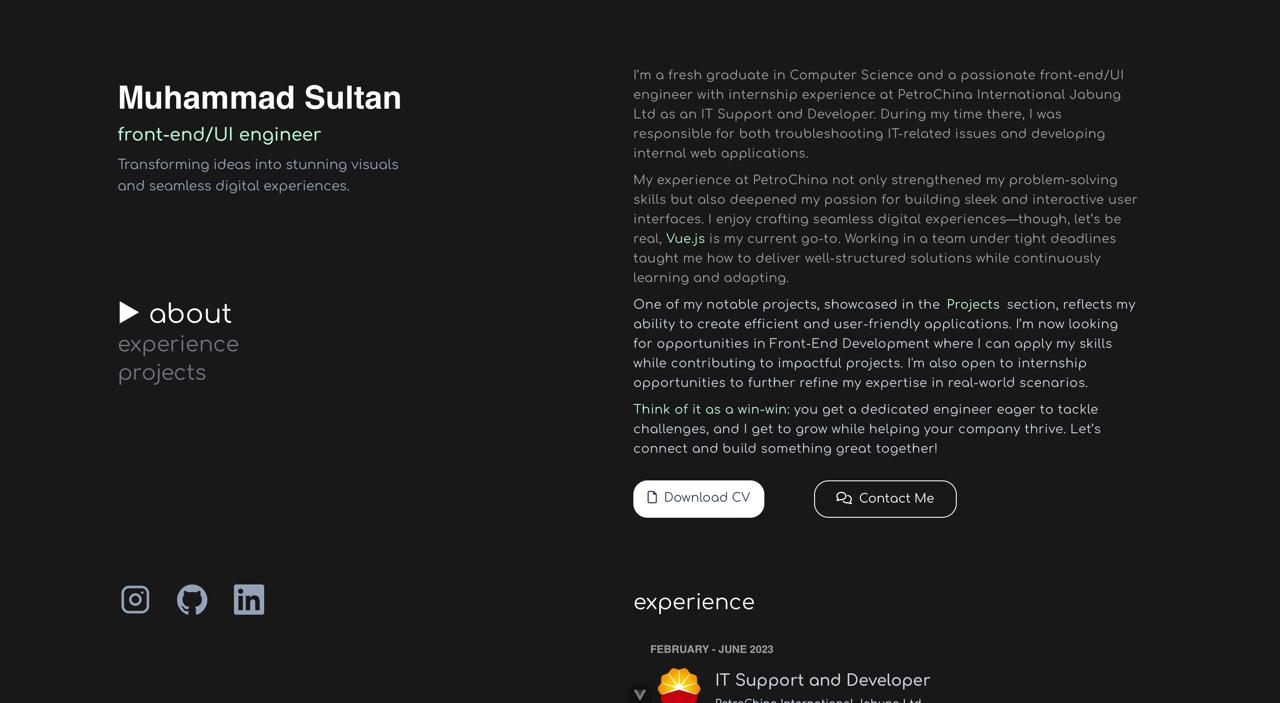 Muhammad Sultan
front-end/UI engineer
Transforming ideas into stunning visuals
and seamless digital experiences.
about
experience
projects
I’m a fresh graduate in Computer Science and a passionate front-end/UI
engineer with internship experience at PetroChina International Jabung
Ltd as an IT Support and Developer. During my time there, I was
responsible for both troubleshooting IT-related issues and developing
internal web applications.
My experience at PetroChina not only strengthened my problem-solving
skills but also deepened my passion for building sleek and interactive user
interfaces. I enjoy crafting seamless digital experiences—though, let’s be
real, Vue.js is my current go-to. Working in a team under tight deadlines
taught me how to deliver well-structured solutions while continuously
learning and adapting.
One of my notable projects, showcased in the Projects section, reflects my
ability to create efficient and user-friendly applications. I’m now looking
for opportunities in Front-End Development where I can apply my skills
while contributing to impactful projects. I'm also open to internship
opportunities to further refine my expertise in real-world scenarios.
Think of it as a win-win: you get a dedicated engineer eager to tackle
challenges, and I get to grow while helping your company thrive. Let’s
connect and build something great together!
Download CV
Contact Me
experience
FEBRUARY - JUNE 2023
IT Support and Developer
PetroChina International Jabung Ltd